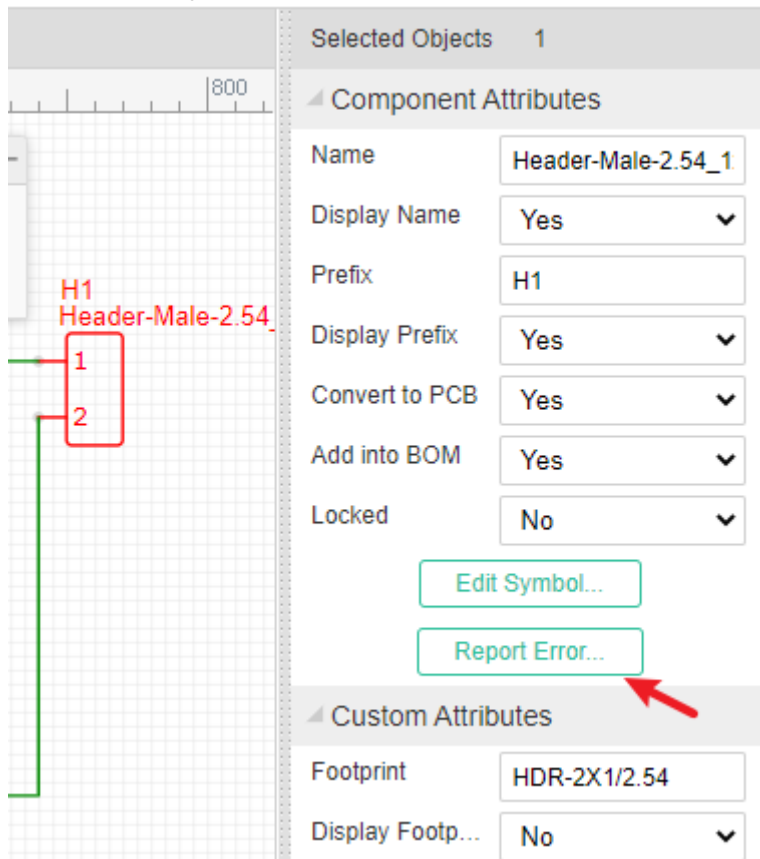 Selected Objects 1
800
Component Attributes
Name Header-Male-2.54_1
Display Name Yes
Prefix H1
Display Prefix Yes
Convert to PCB Yes
Add into BOM Yes
Locked No
Edit Symbol...
Report Error...
Custom Attributes
Footprint HDR-2X1/2.54
Display Footp... No
H1
Header-Male-2.54_
1
2